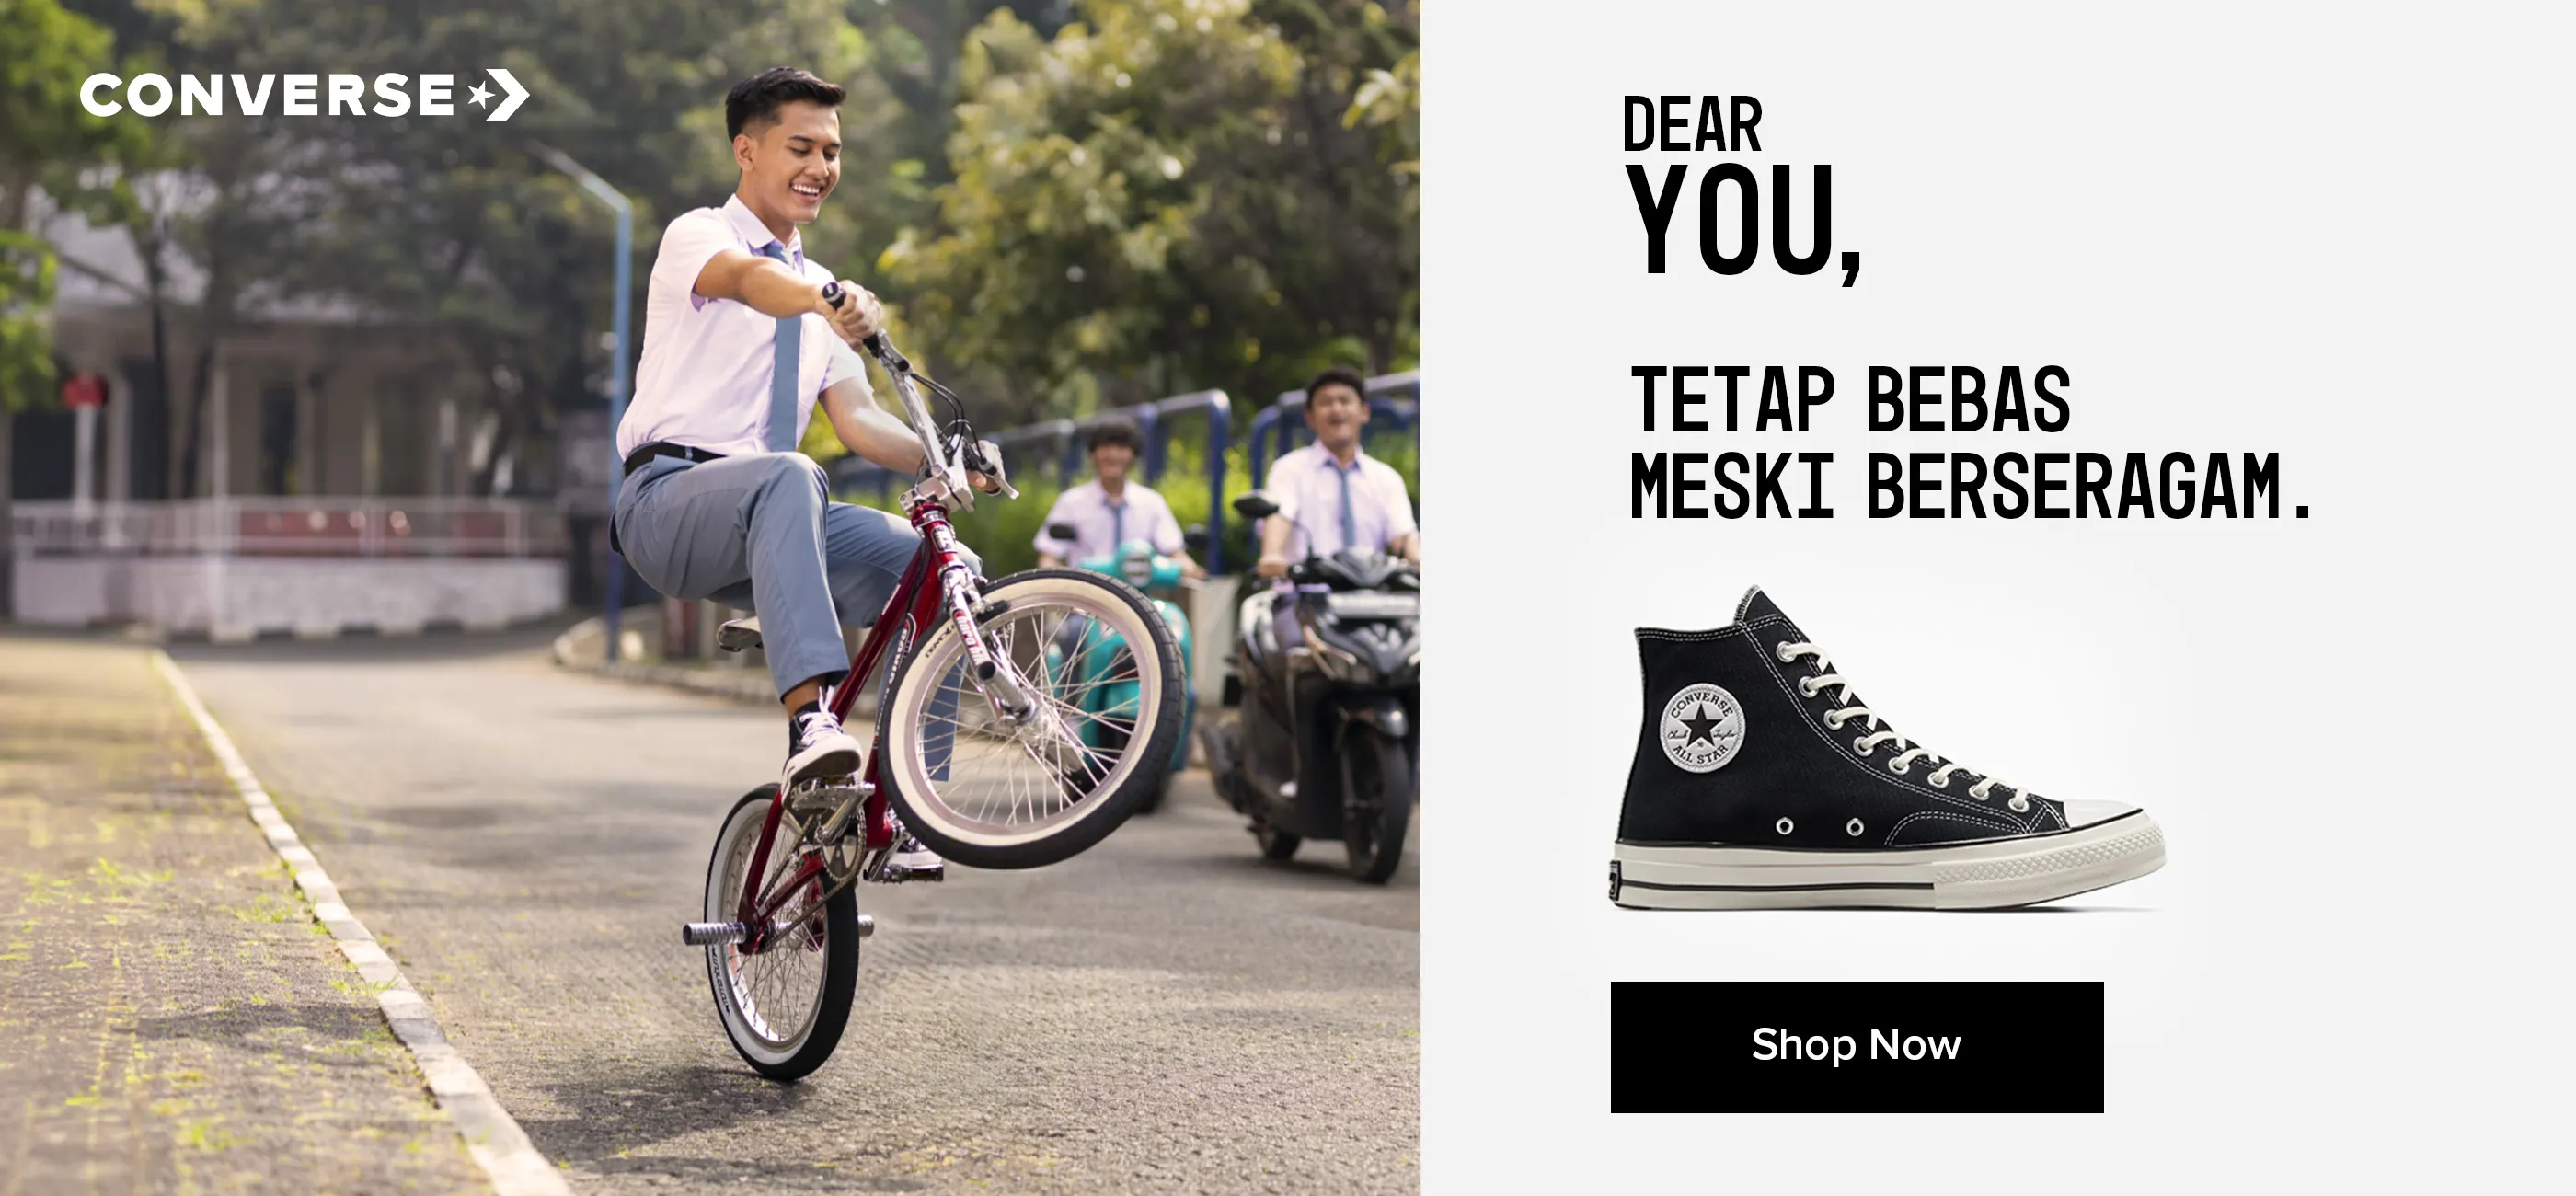 CONVERSE
DEAR
YOU,
TETAP BEBAS
MESKI BERSERAGAM.
CONVERSE
ALL STAR
Shop Now